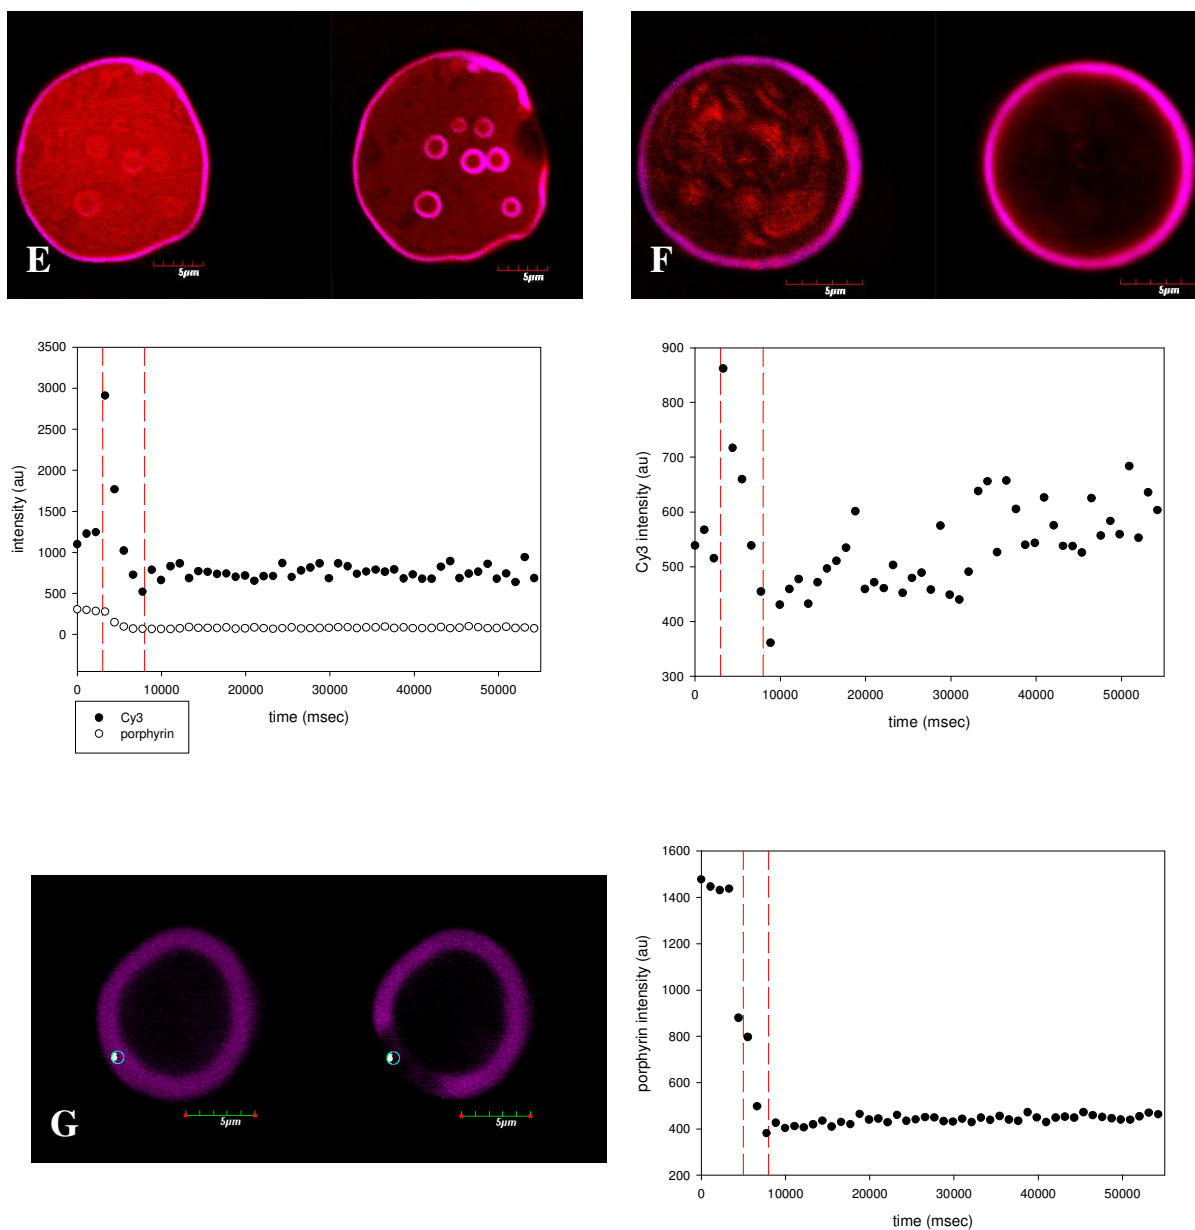 E
5µm
5µm
F
5µm
5µm
3500
3000
2500
2000
1500
1000
500
0
intensity (au)
0
10000
20000
30000
40000
50000
time (msec)
Cy3
porphyrin
900
800
700
600
500
400
300
Cy3 intensity (au)
0
10000
20000
30000
40000
50000
time (msec)
G
5µm
5µm
1600
1400
1200
1000
800
600
400
200
porphyrin intensity (au)
0
10000
20000
30000
40000
50000
time (msec)